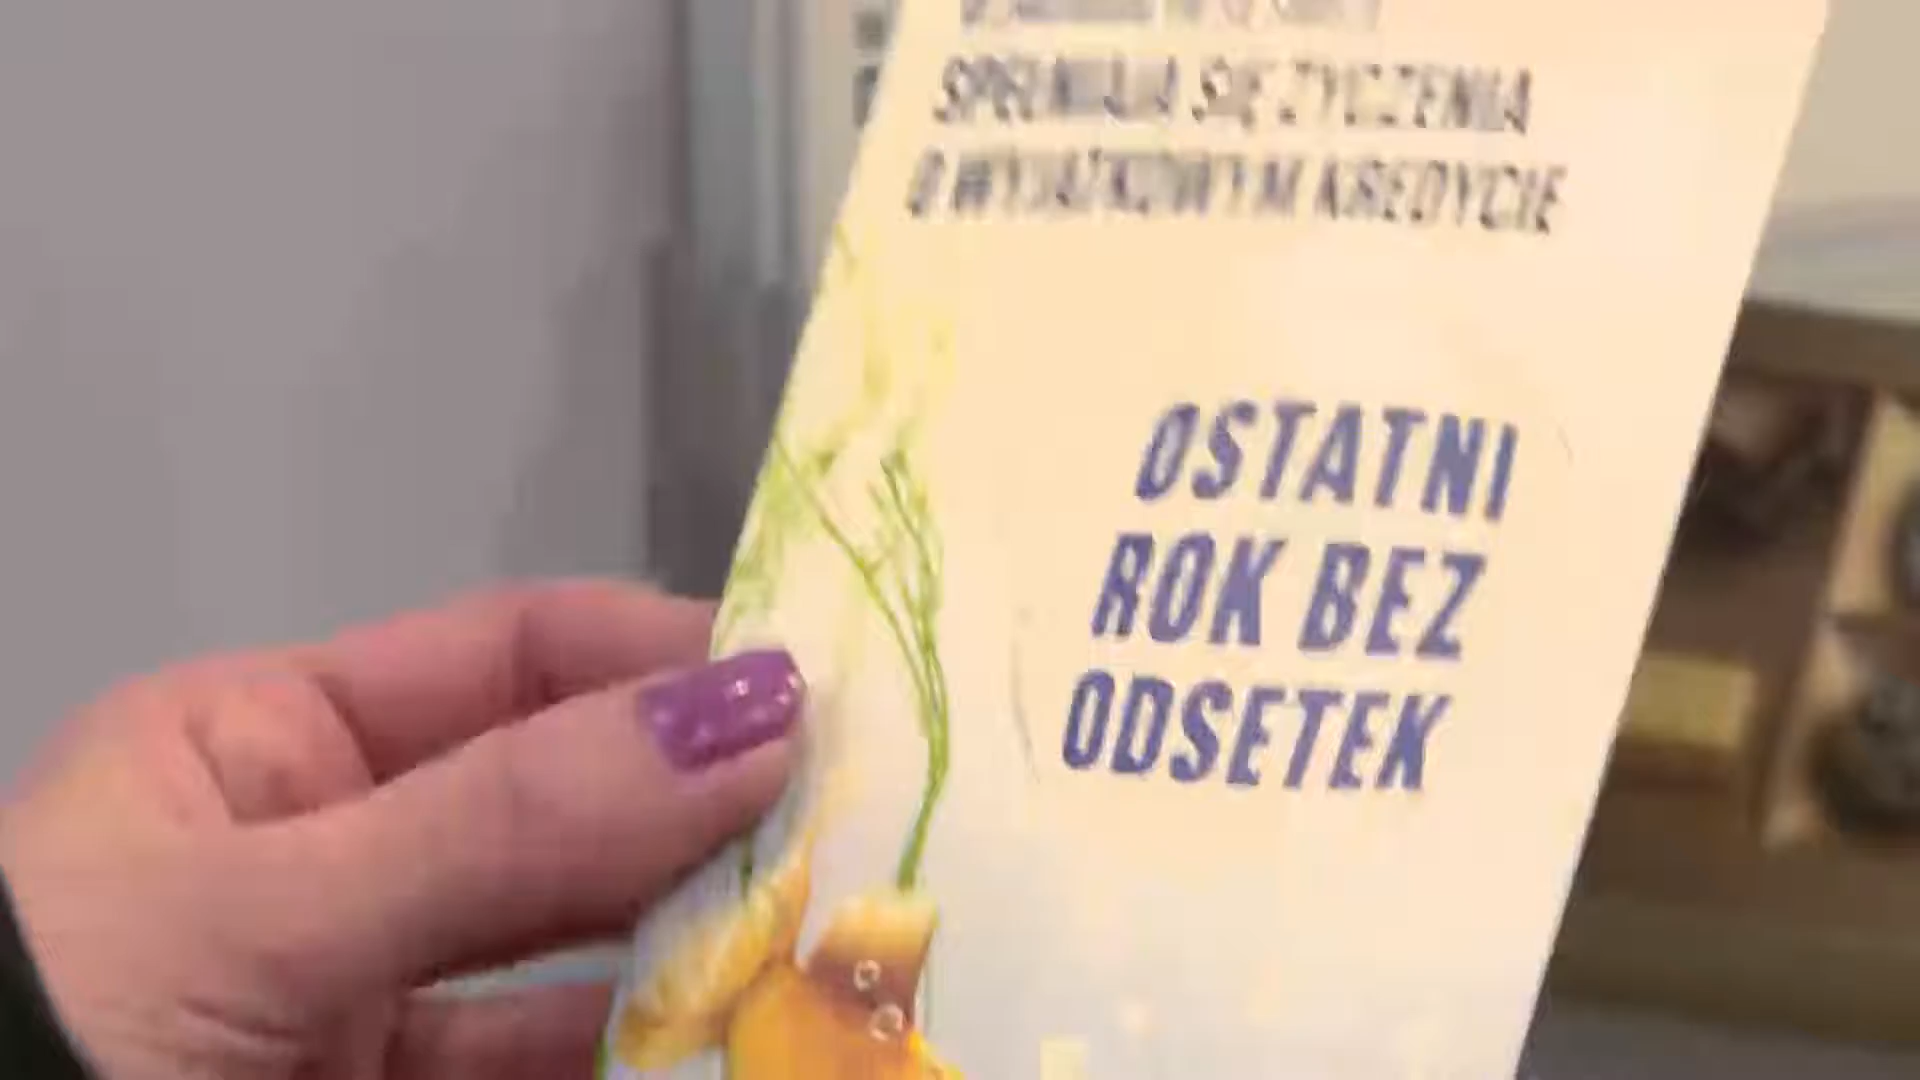 SPEŁNIAJĄ SIĘ ŻYCZENIA
O WYJĄTKOWYM KREDYCIE
OSTATNI
ROK BEZ
ODSETEK